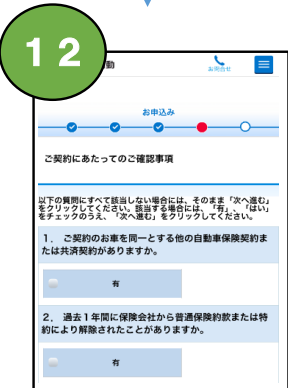 12
動
お問合せ
お申込み
ご契約にあたってのご確認事項
以下の質問にすべて該当しない場合には、そのまま「次へ進む」
をクリックしてください。該当する場合には、「有」、「はい」
をチェックのうえ、「次へ進む」をクリックしてください。
1． ご契約のお車を同一とする他の自動車保険契約ま
たは共済契約がありますか。
有
2． 過去１年間に保険会社から普通保険約款または特
約により解除されたことがありますか。
有